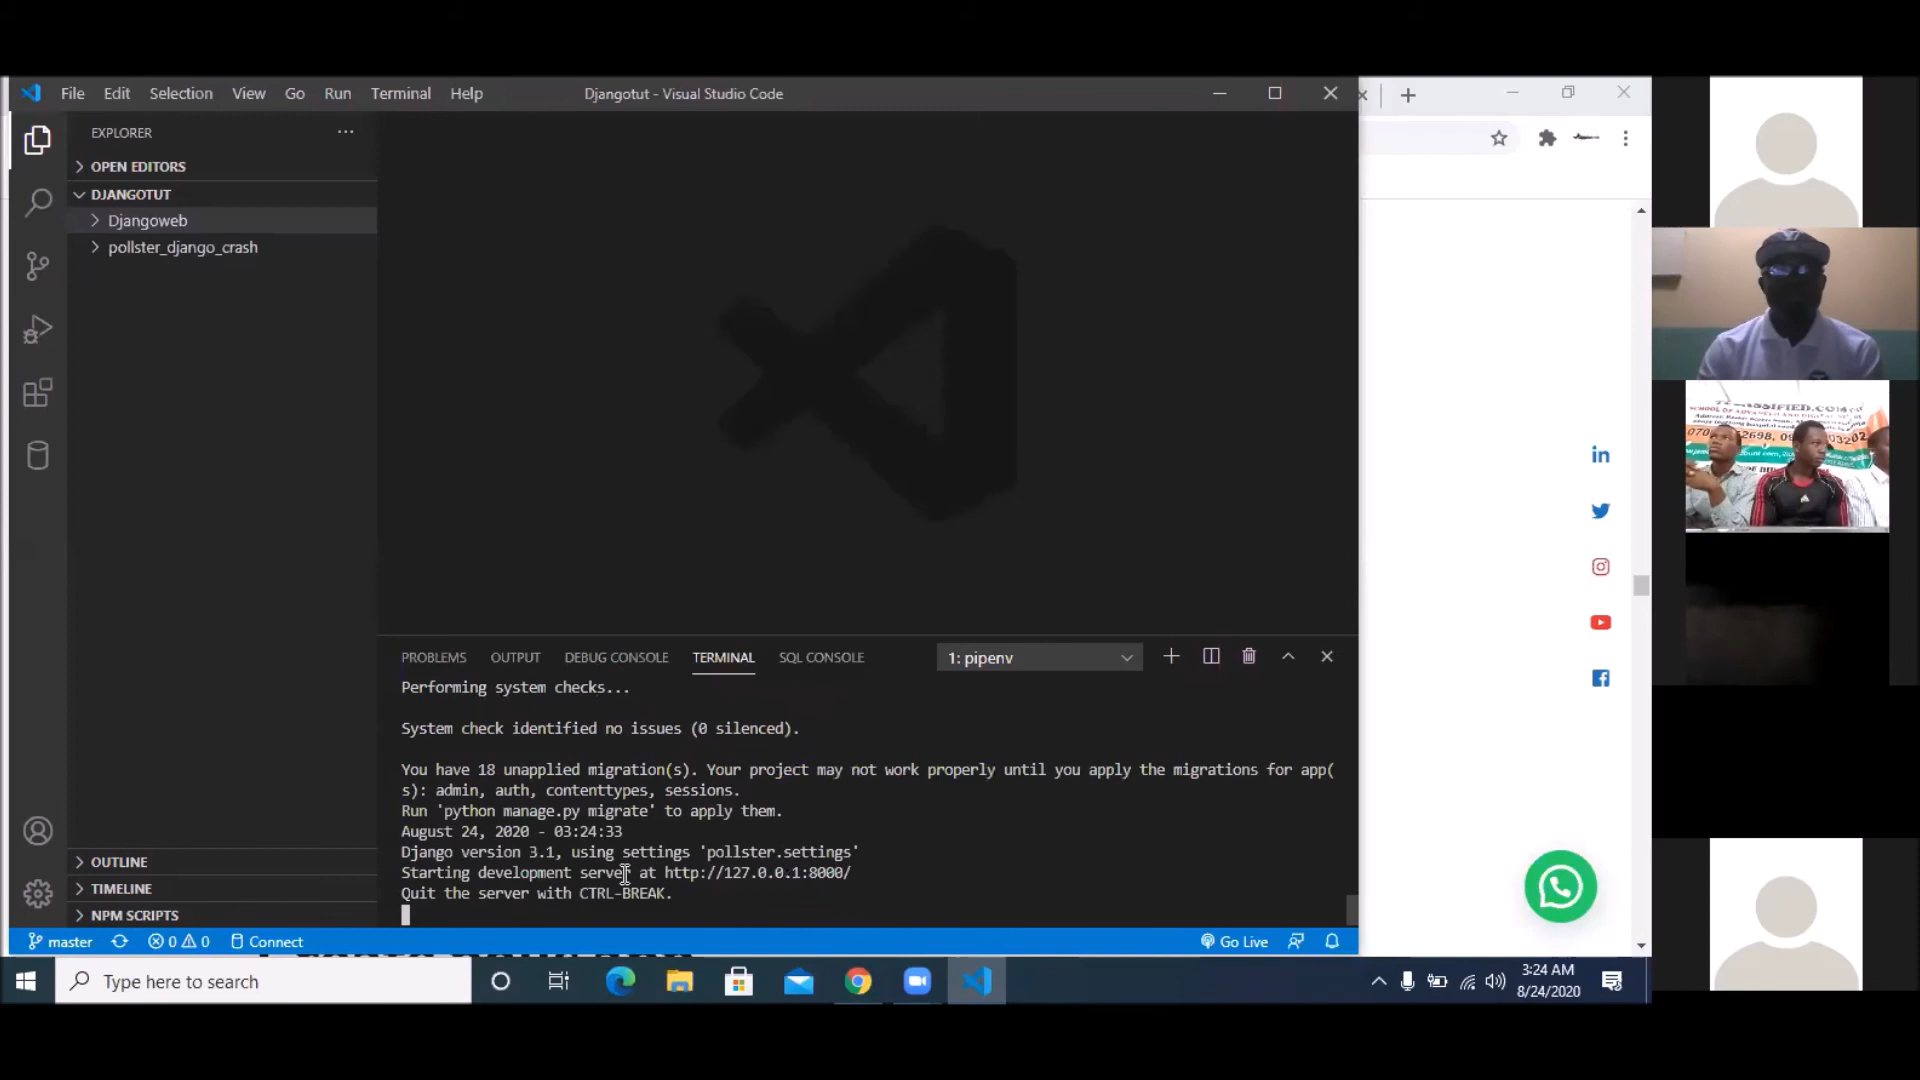 File Edit Selection View Go Run Terminal Help
Djangotut - Visual Studio Code
EXPLORER
OPEN EDITORS
DJANGOTUT
Djangoweb
pollster_django_crash
OUTLINE
TIMELINE
NPM SCRIPTS
PROBLEMS OUTPUT DEBUG CONSOLE TERMINAL SQL CONSOLE
1: pipenv
Performing system checks...
System check identified no issues (0 silenced).
You have 18 unapplied migration(s). Your project may not work properly until you apply the migrations for app(
s): admin, auth, contenttypes, sessions.
Run 'python manage.py migrate' to apply them.
August 24, 2020 - 03:24:33
Django version 3.1, using settings 'pollster.settings'
Starting development server at http://127.0.0.1:8000/
Quit the server with CTRL-BREAK.
master 0 0 Connect
Go Live
Type here to search
3:24 AM
8/24/2020
in
SCHOOL OF ADVANCED AND DIGITAL